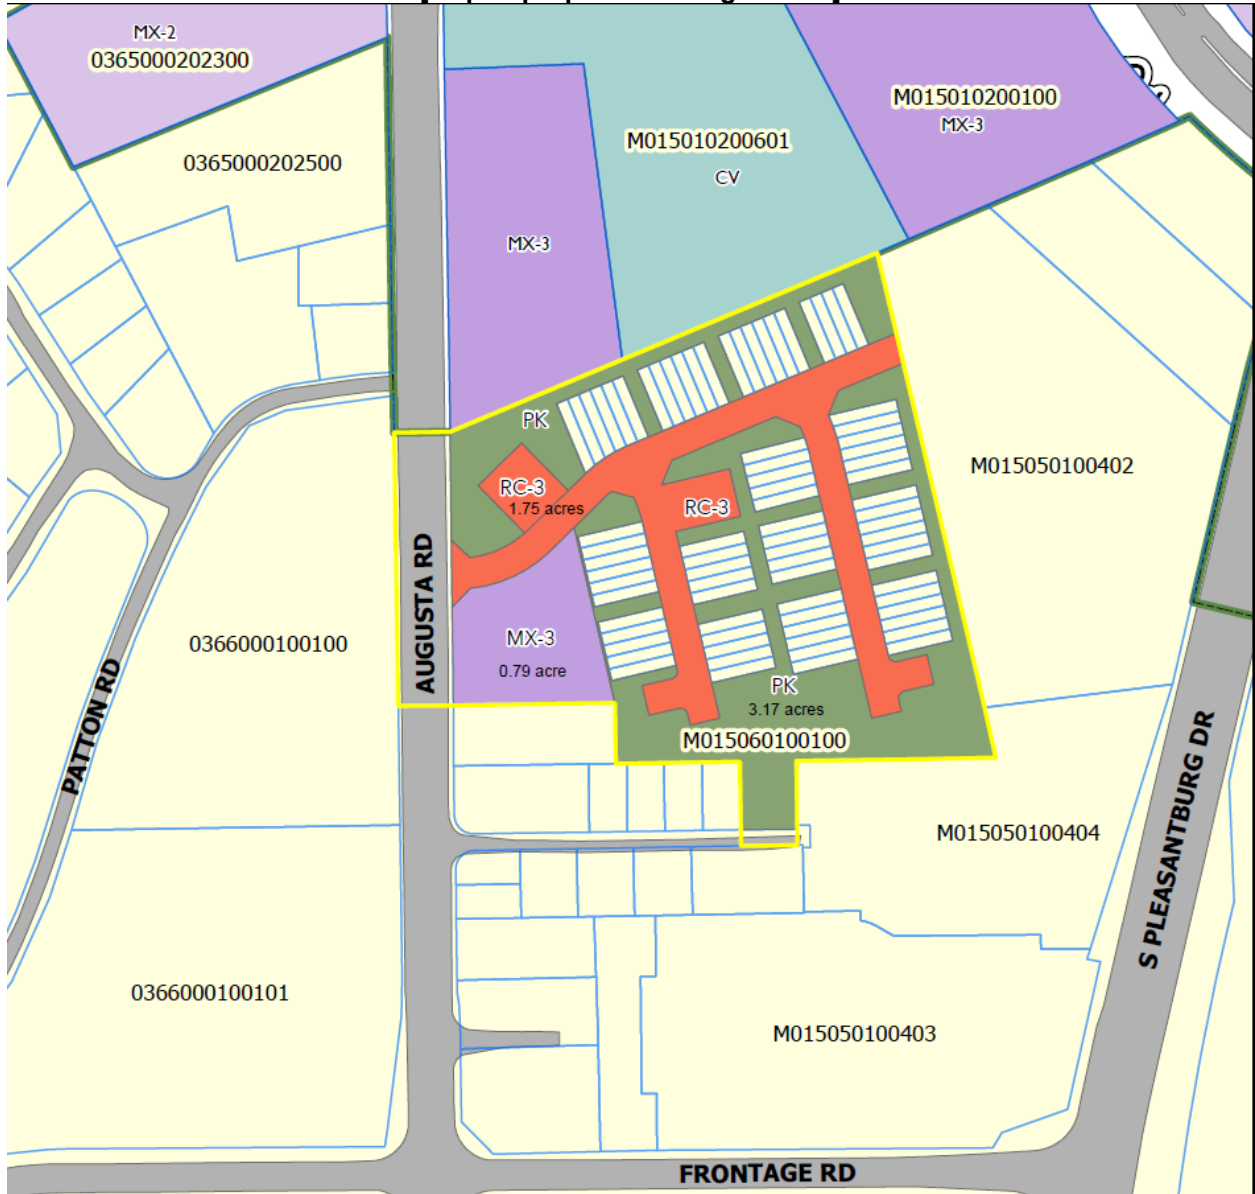 MX-2
0365000202300
M015010200100
MX-3
M015010200601
0365000202500
CV
MX-3
PK
M015050100402
RC-3
1.75 acres
RC-3
AUGUSTA RD
0366000100100
MX-3
0.79 acre
PK
3.17 acres
PATTON RD
M015060100100
S PLEASANTBURG DR
M015050100404
0366000100101
M015050100403
FRONTAGE RD